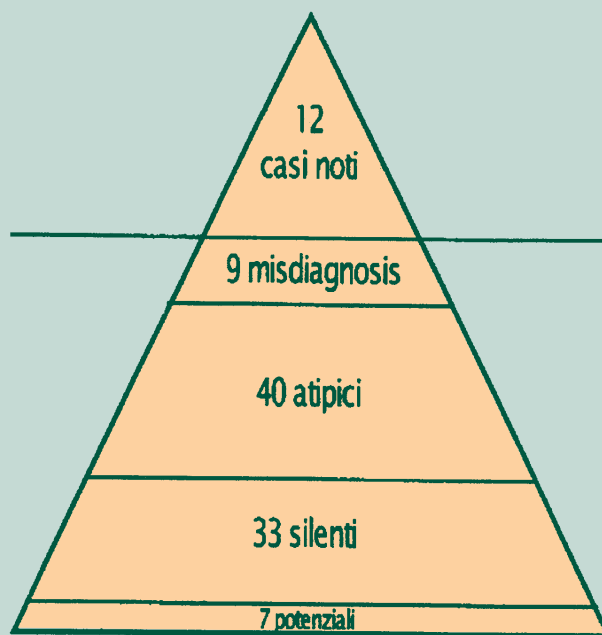 12
casi noti
9 misdiagnosis
40 atipici
33 silenti
7 potenziali